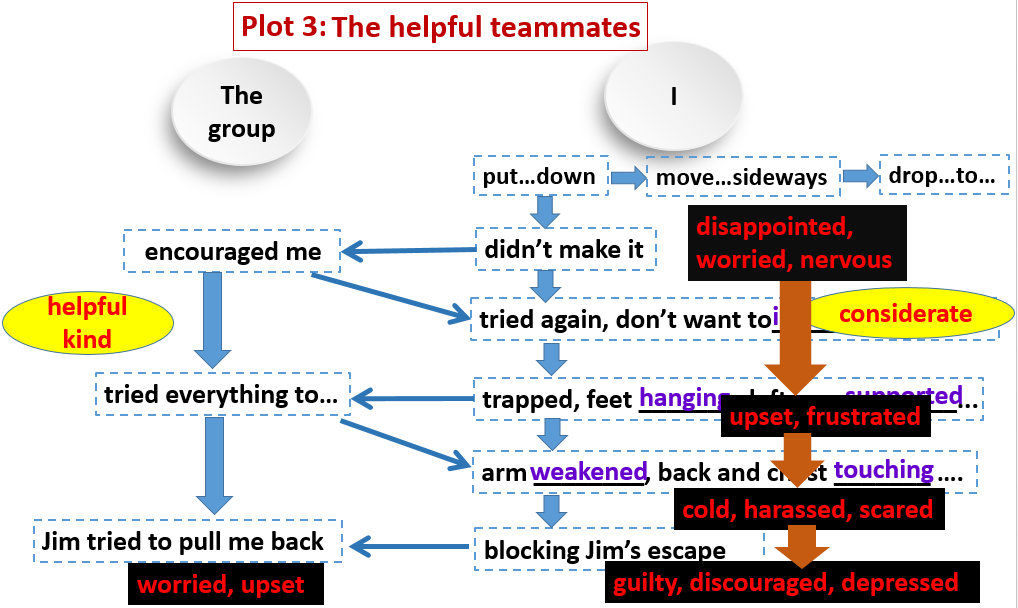 Plot 3: The helpful teammates
The
group
I
put…down
move…sideways
drop…to…
disappointed,
worried, nervous
encouraged me
didn't make it
helpful
kind
tried again, don't want to
considerate
tried everything to…
trapped, feet hanging
supported…
upset, frustrated
arm weakened, back and chest touching ….
cold, harassed, scared
Jim tried to pull me back
blocking Jim's escape
worried, upset
guilty, discouraged, depressed